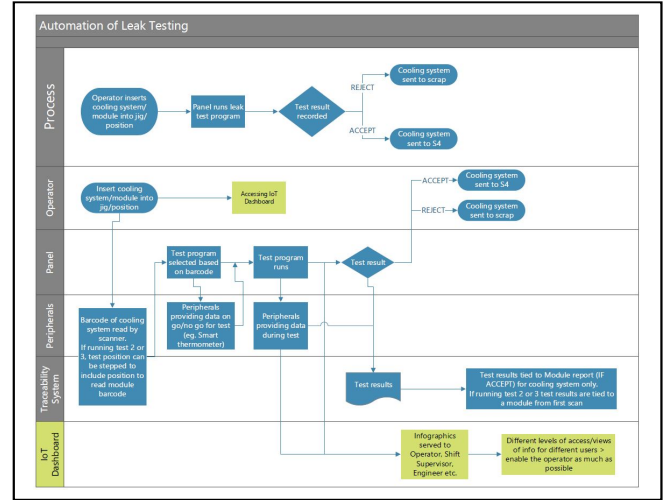 Automation of Leak Testing
Process
Operator inserts
cooling system/
module into jig/
position
Panel runs leak
test program
Test result
recorded
REJECT
Cooling system
sent to scrap
ACCEPT
Cooling system
sent to S4
Operator
Insert cooling
system/module into
jig/position
Accessing IoT
Dashboard
ACCEPT
Cooling system
sent to S4
REJECT
Cooling system
sent to scrap
Panel
Test program
selected based
on barcode
Test program
runs
Test result
Peripherals
Barcode of cooling
system read by
scanner.
If running test 2 or
3, test position can
be stepped to
include position to
read module
barcode
Peripherals
providing data on
go/no go for test
(eg. Smart
thermometer)
Peripherals
providing data
during test
Traceability
System
Test results
Test results tied to Module report (IF
ACCEPT) for cooling system only.
If running test 2 or 3 test results are tied to
a module from first scan
IoT
Dashboard
Infographics
served to
Operator, Shift
Supervisor,
Engineer etc.
Different levels of access/views
of info for different users >
enable the operator as much as
possible